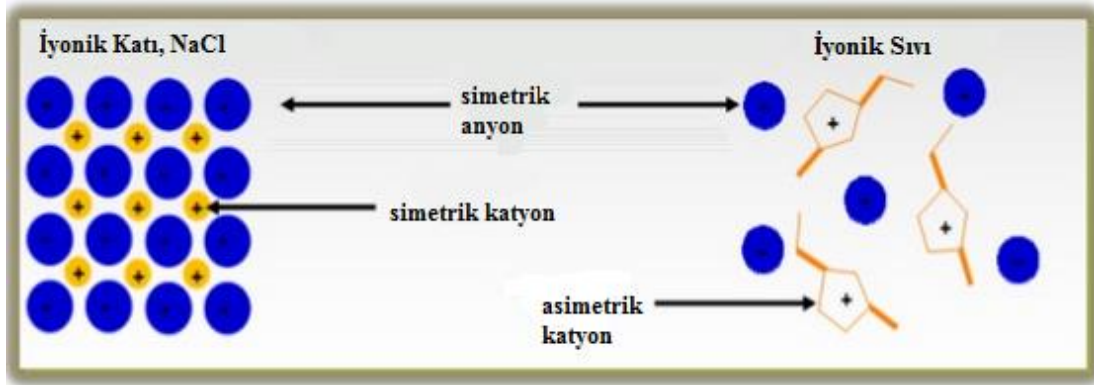 İyonik Katı, NaCl
İyonik Sıvı
simetrik
anyon
simetrik katyon
asimetrik
katyon
+ + +
+ + +
+ + +
+
+
+